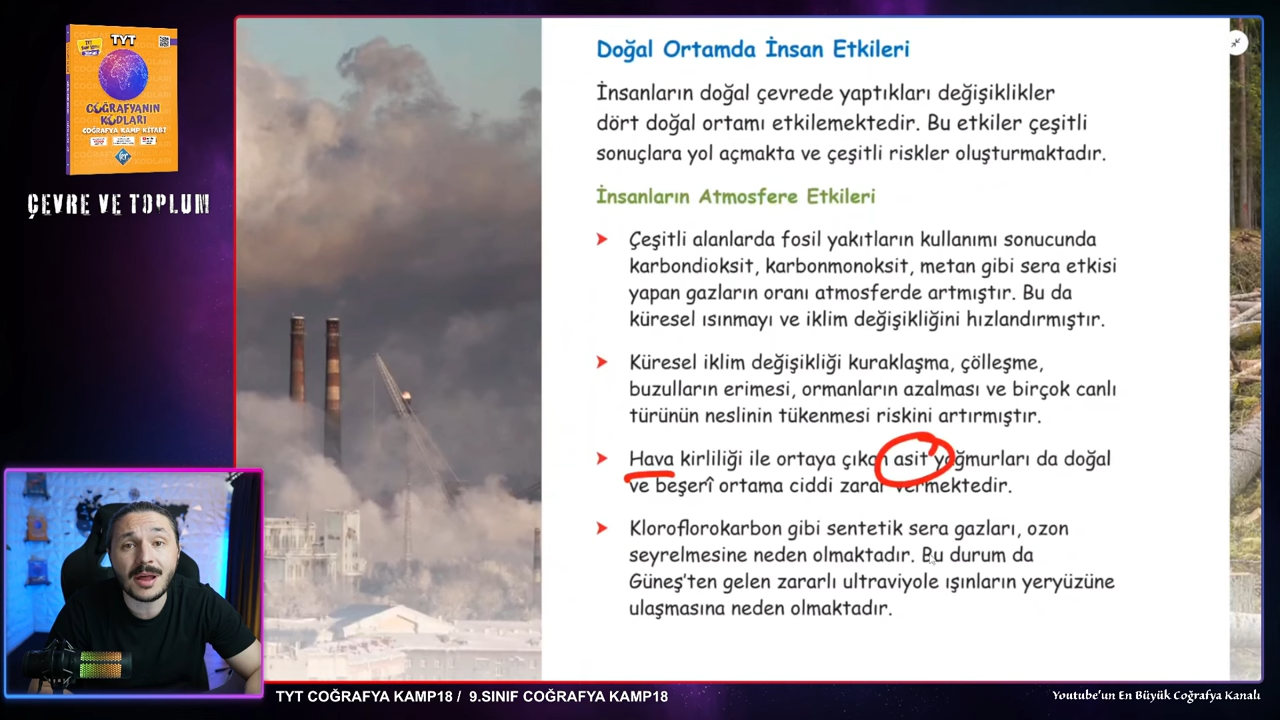 TYT
COĞRAFYANIN
KODLARI
COĞRAFYA KAMP KİTABI
ÇEVRE VE TOPLUM
Doğal Ortamda İnsan Etkileri
İnsanların doğal çevrede yaptıkları değişiklikler
dört doğal ortamı etkilemektedir. Bu etkiler çeşitli
sonuçlara yol açmakta ve çeşitli riskler oluşturmaktadır.
İnsanların Atmosfere Etkileri
Çeşitli alanlarda fosil yakıtların kullanımı sonucunda
karbondioksit, karbonmonoksit, metan gibi sera etkisi
yapan gazların oranı atmosferde artmıştır. Bu da
küresel ısınmayı ve iklim değişikliğini hızlandırmıştır.
Küresel iklim değişikliği kuraklaşma, çölleşme,
buzulların erimesi, ormanların azalması ve birçok canlı
türünün neslinin tükenmesi riskini artırmıştır.
Hava kirliliği ile ortaya çıkan asit yağmurları da doğal
ve beşerî ortama ciddi zarar vermektedir.
Kloroflorokarbon gibi sentetik sera gazları, ozon
seyrelmesine neden olmaktadır. Bu durum da
Güneş'ten gelen zararlı ultraviyole ışınların yeryüzüne
ulaşmasına neden olmaktadır.
TYT COĞRAFYA KAMP18 / 9.SINIF COĞRAFYA KAMP18
Youtube'un En Büyük Coğrafya Kanalı